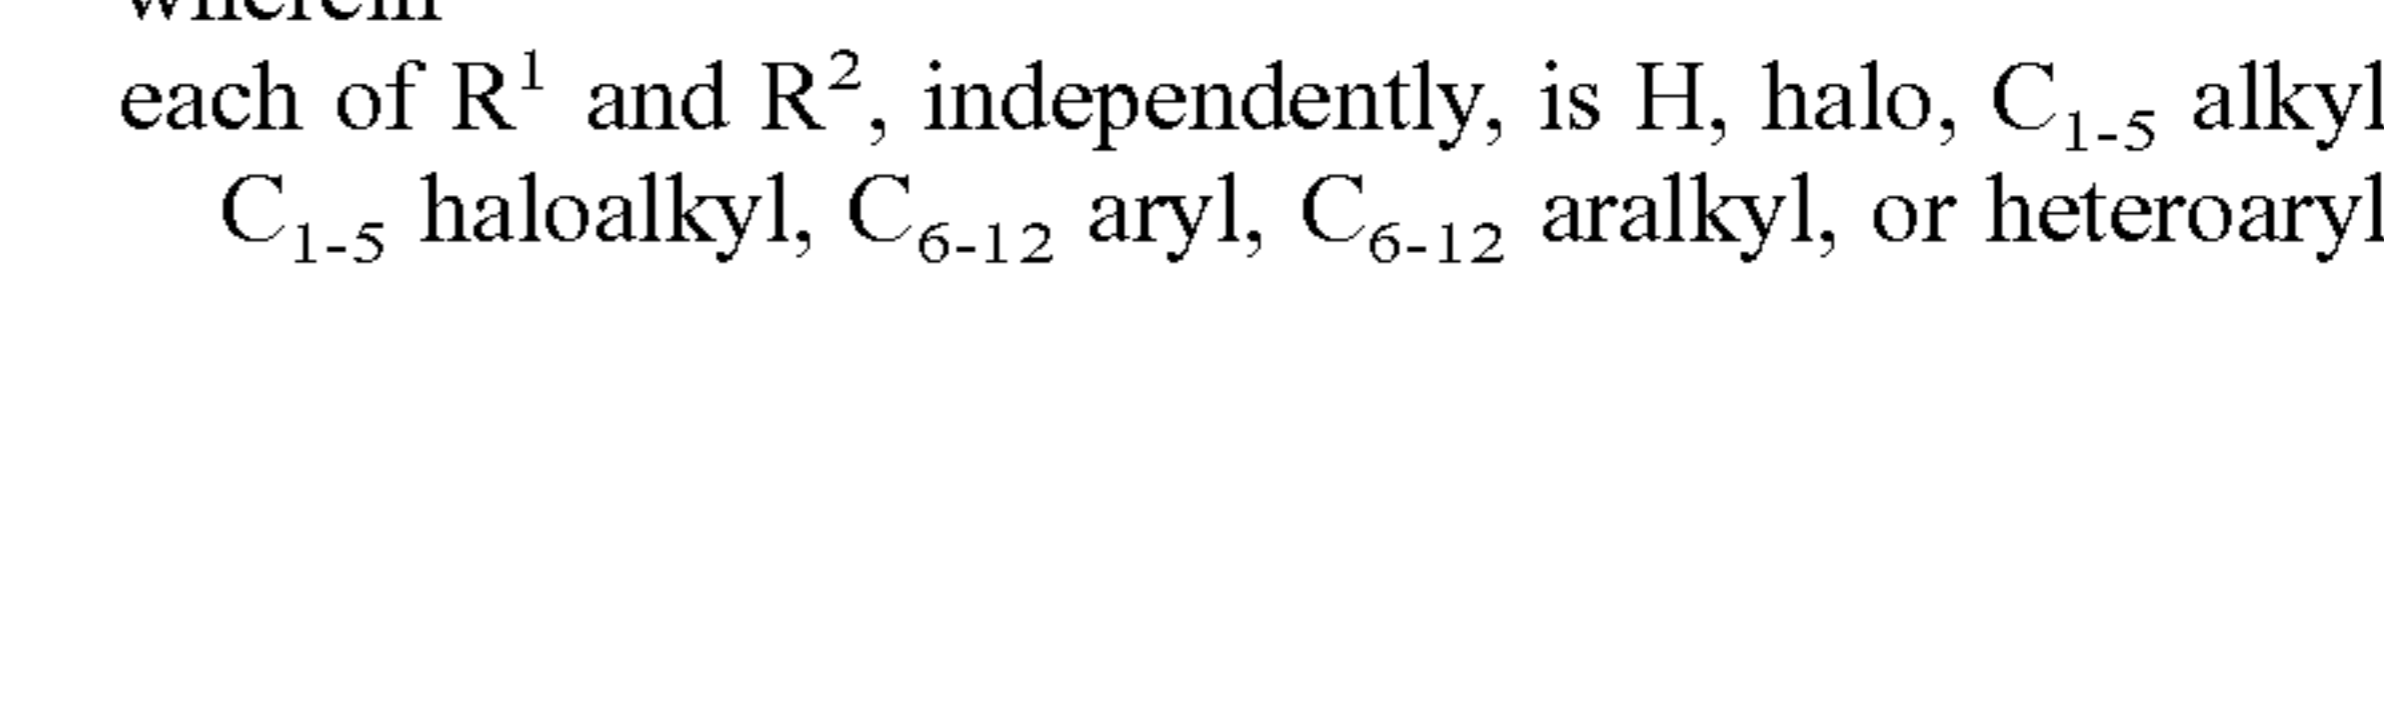 wherein
each of R¹ and R², independently, is H, halo, C₁₋₅ alkyl
C₁₋₅ haloalkyl, C₆₋₁₂ aryl, C₆₋₁₂ aralkyl, or heteroaryl